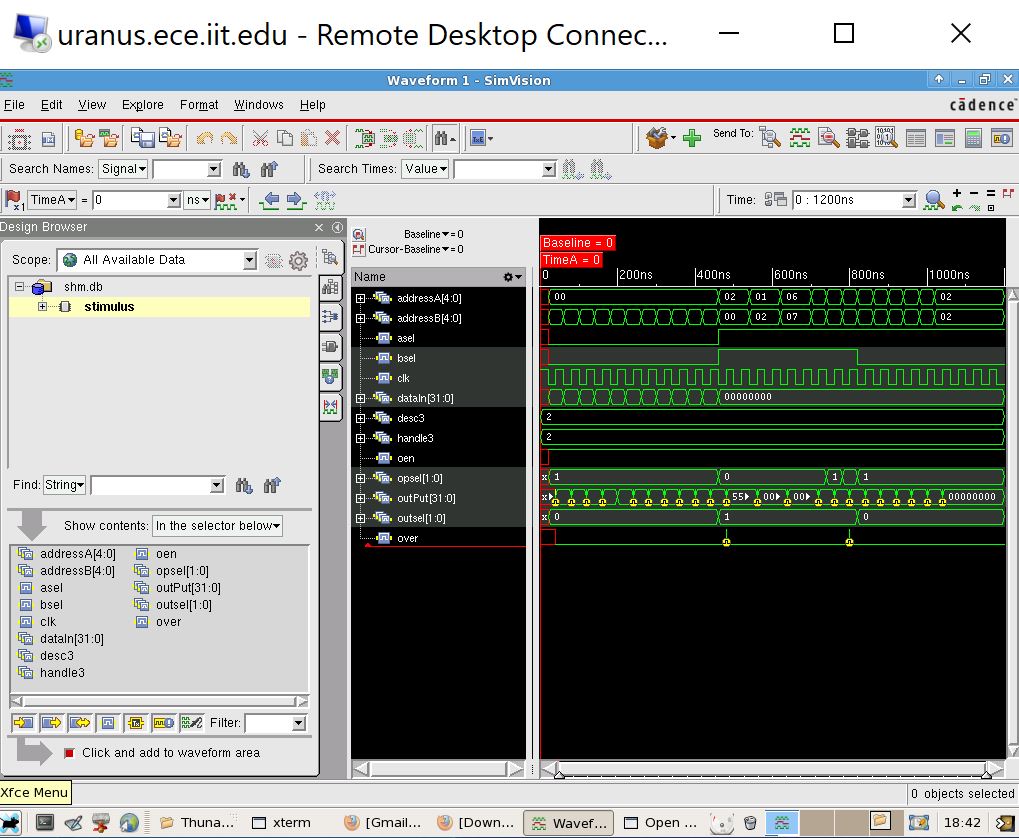 uranus.ece.iit.edu - Remote Desktop Connec...
Waveform 1 - SimVision
File Edit View Explore Format Windows Help
cādence
Send To:
Search Names: Signal
Search Times: Value
TimeA = 0 ns
Time: 0 : 1200ns
Design Browser
Baseline = 0
Cursor-Baseline = 0
Scope: All Available Data
shm.db
stimulus
Find: String
Show contents: In the selector below
addressA[4:0] oen
addressB[4:0] opsel[1:0]
asel outPut[31:0]
bsel outsel[1:0]
clk over
dataIn[31:0]
desc3
handle3
Filter:
Click and add to waveform area
Name
addressA[4:0]
addressB[4:0]
asel
bsel
clk
dataIn[31:0]
desc3
handle3
oen
opsel[1:0]
outPut[31:0]
outsel[1:0]
over
Baseline = 0
TimeA = 0
0 200ns 400ns 600ns 800ns 1000ns
00 02 01 06 02
00 02 07 02
00000000
2
2
x 1 0 1 1
x 55 00 00 00000000
x 0 1 0
Xfce Menu
0 objects selected
Thuna... xterm [Gmail... [Down... Wavef... Open ... 18:42